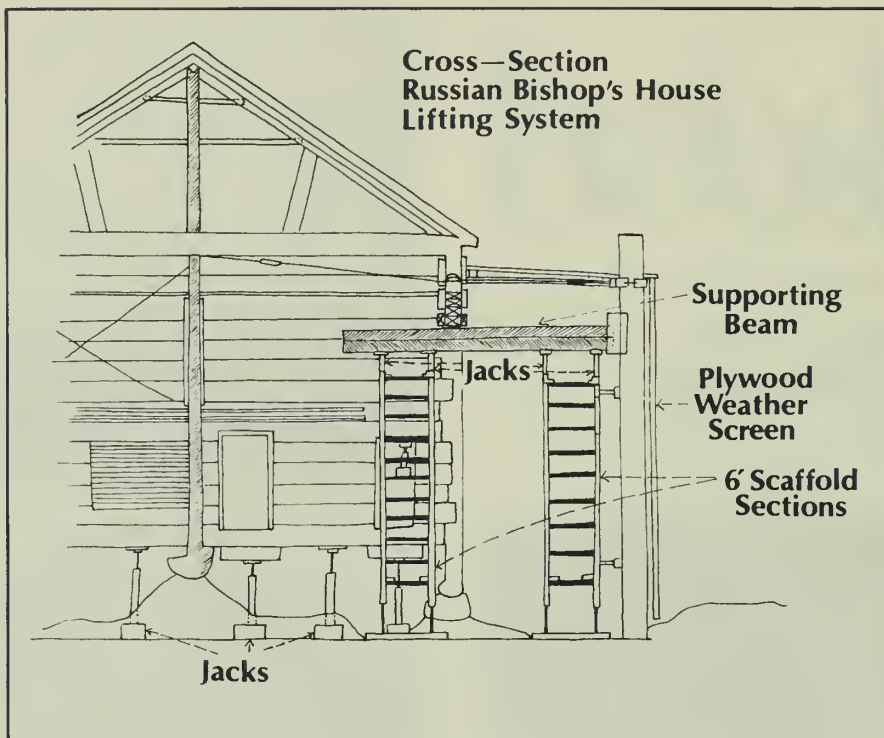 Cross—Section
Russian Bishop's House
Lifting System
Supporting
Beam
Jacks
Plywood
Weather
Screen
6' Scaffold
Sections
Jacks